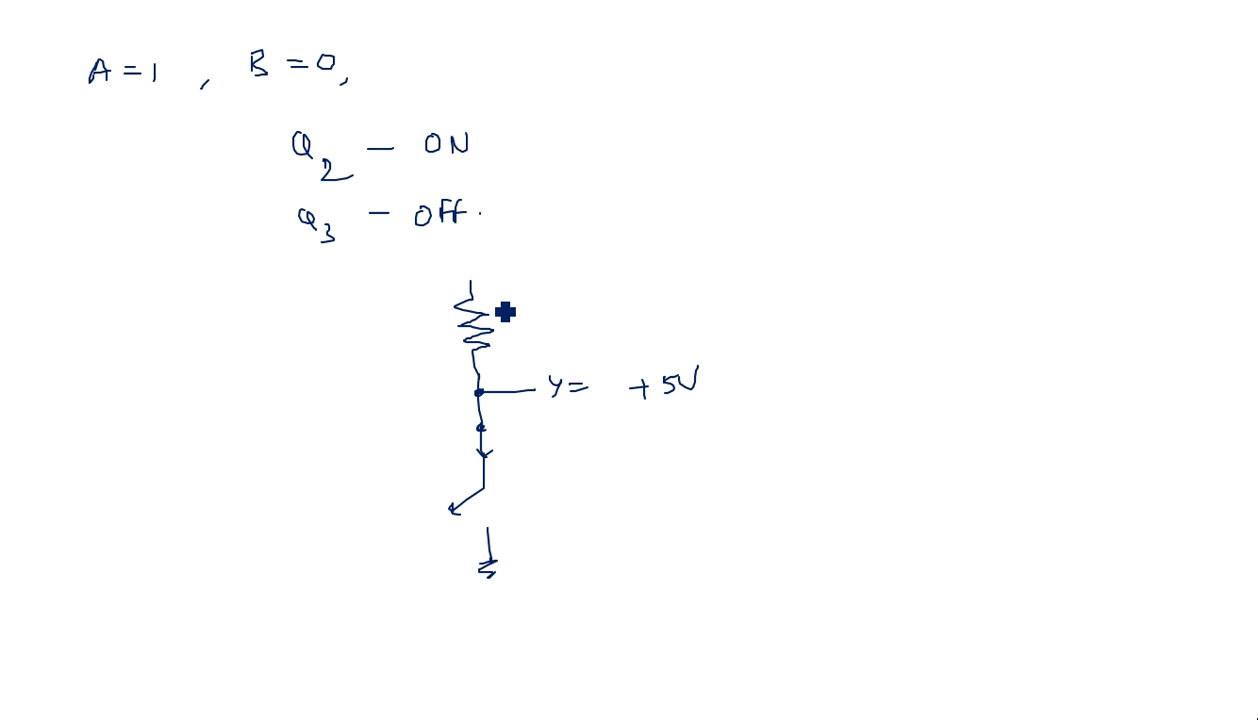 A = 1 , B = 0,
Q2 - ON
Q3 - Off.
y = +5V